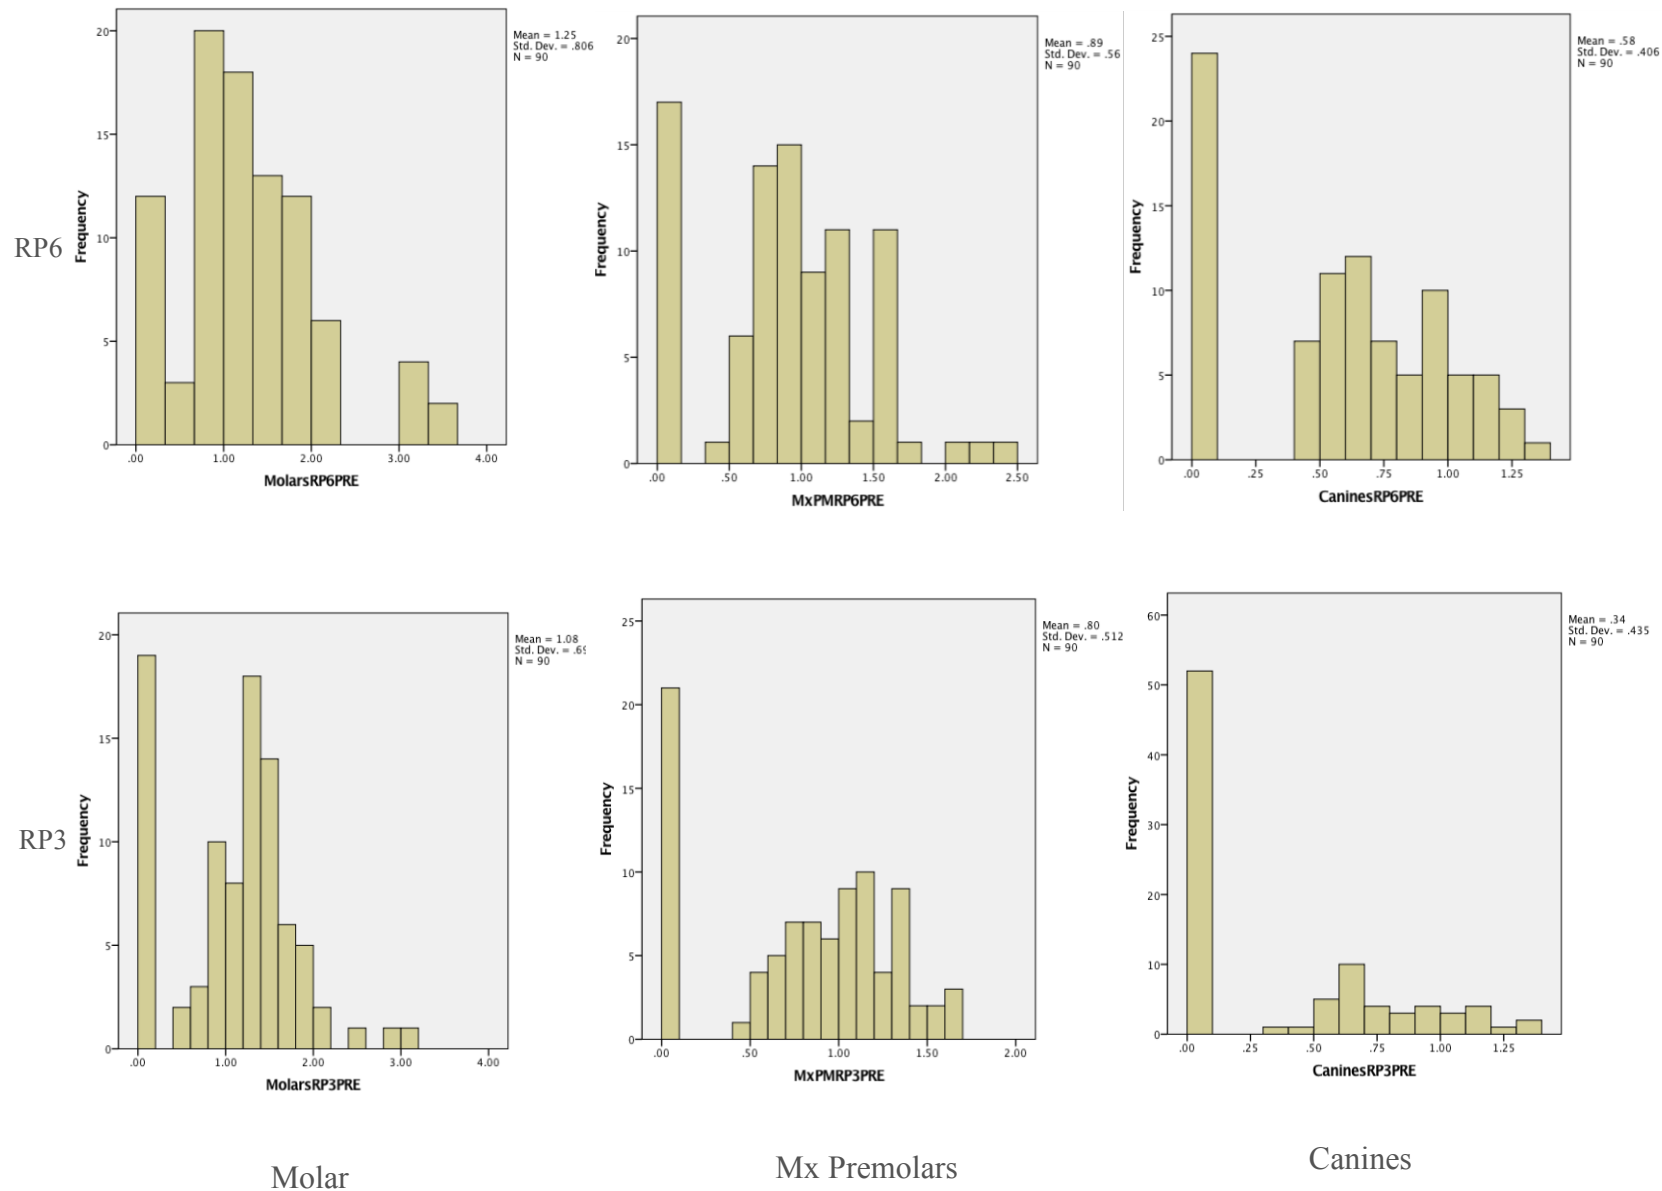 20
15
10
5
0
Frequency
.00 1.00 2.00 3.00 4.00
MolarsRP6PRE
Mean = 1.25
Std. Dev. = .806
N = 90
20
15
10
5
0
Frequency
.00 .50 1.00 1.50 2.00 2.50
MxPMRP6PRE
Mean = .89
Std. Dev. = .56
N = 90
25
20
15
10
5
0
Frequency
.00 .25 .50 .75 1.00 1.25
CaninesRP6PRE
Mean = .58
Std. Dev. = .406
N = 90
RP6
20
15
10
5
0
Frequency
.00 1.00 2.00 3.00 4.00
MolarsRP3PRE
Mean = 1.08
Std. Dev. =
N = 90
25
20
15
10
5
0
Frequency
.00 .50 1.00 1.50 2.00
MxPMRP3PRE
Mean = .80
Std. Dev. = .512
N = 90
60
50
40
30
20
10
0
Frequency
.00 .25 .50 .75 1.00 1.25
CaninesRP3PRE
Mean = .34
Std. Dev. = .435
N = 90
RP3
Molar
Mx Premolars
Canines